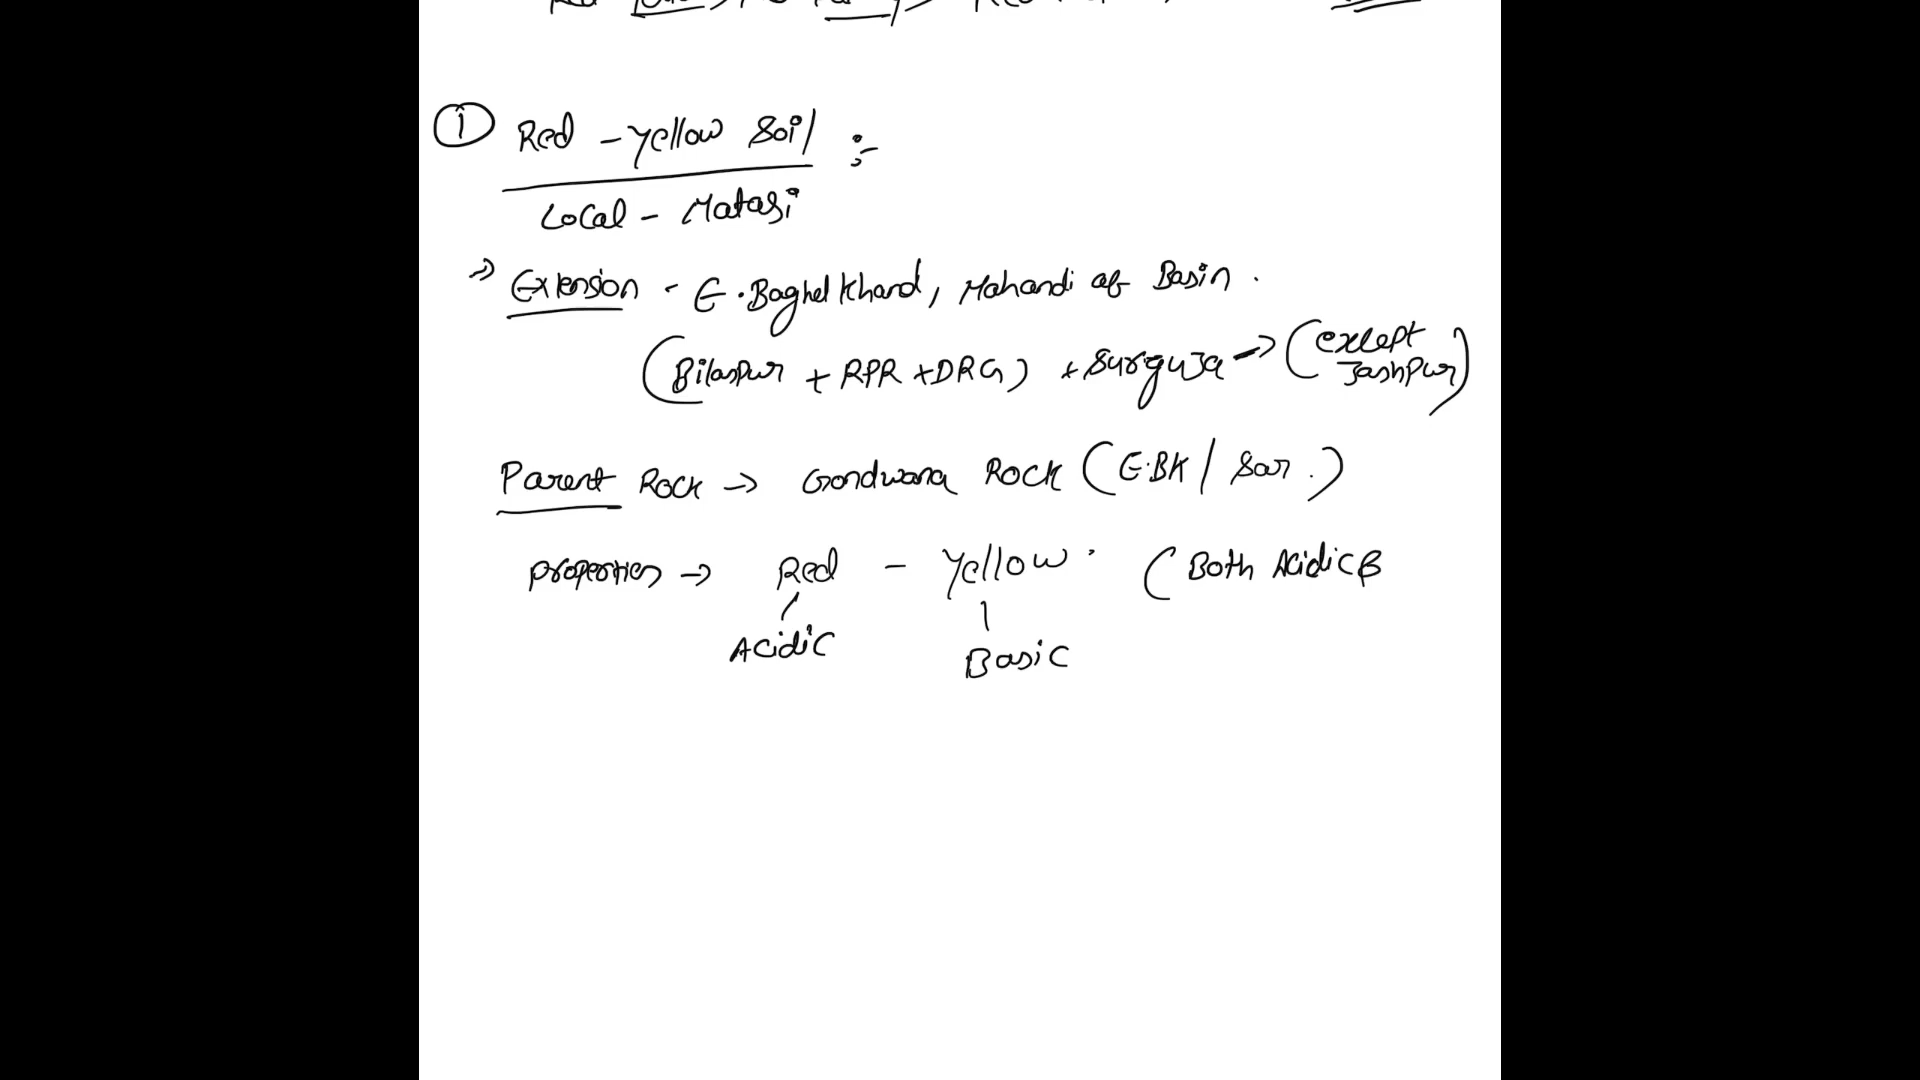 ① Red - Yellow Soil :-
Local - Matasi
=> Extension - E. Baghelkhand, Mahandi of Basin.
(Bilaspur + RPR + DRG) + Surguja -> (except Jashpur)
Parent Rock -> Gondwana Rock (E.BK / Sar.)
properties -> Red - Yellow. (Both Acidic B
Acidic Basic